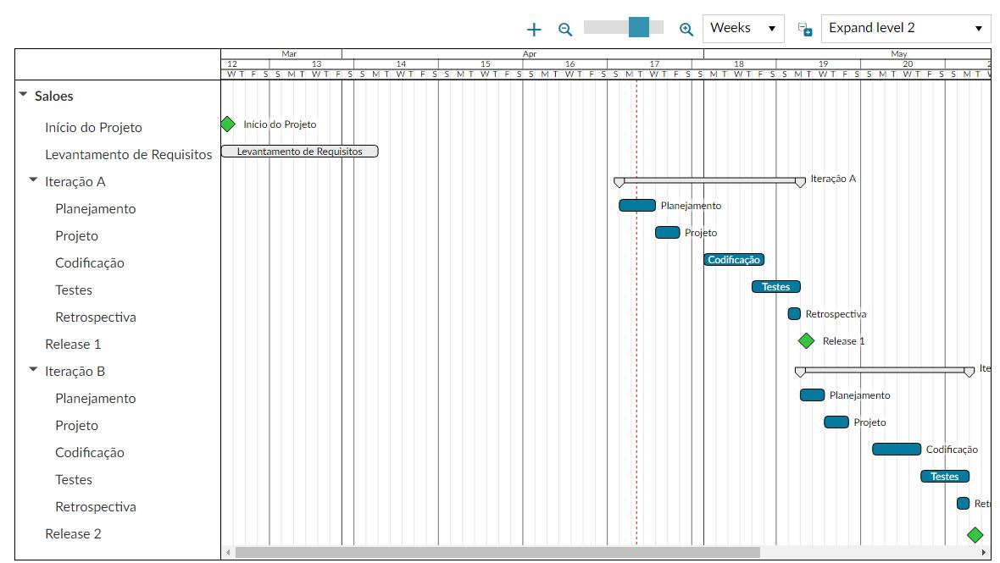 Weeks
Expand level 2
Mar Apr May
12 13 14 15 16 17 18 19 20
W T F S S M T W T F S S M T W T F S S M T W T F S S M T W T F S S M T W T F S S M T W T F S S M T W T F S S M T W T F S S M T
Saloes
Início do Projeto Início do Projeto
Levantamento de Requisitos Levantamento de Requisitos
Iteração A Iteração A
Planejamento Planejamento
Projeto Projeto
Codificação Codificação
Testes Testes
Retrospectiva Retrospectiva
Release 1 Release 1
Iteração B Ite
Planejamento Planejamento
Projeto Projeto
Codificação Codificação
Testes Testes
Retrospectiva Retr
Release 2